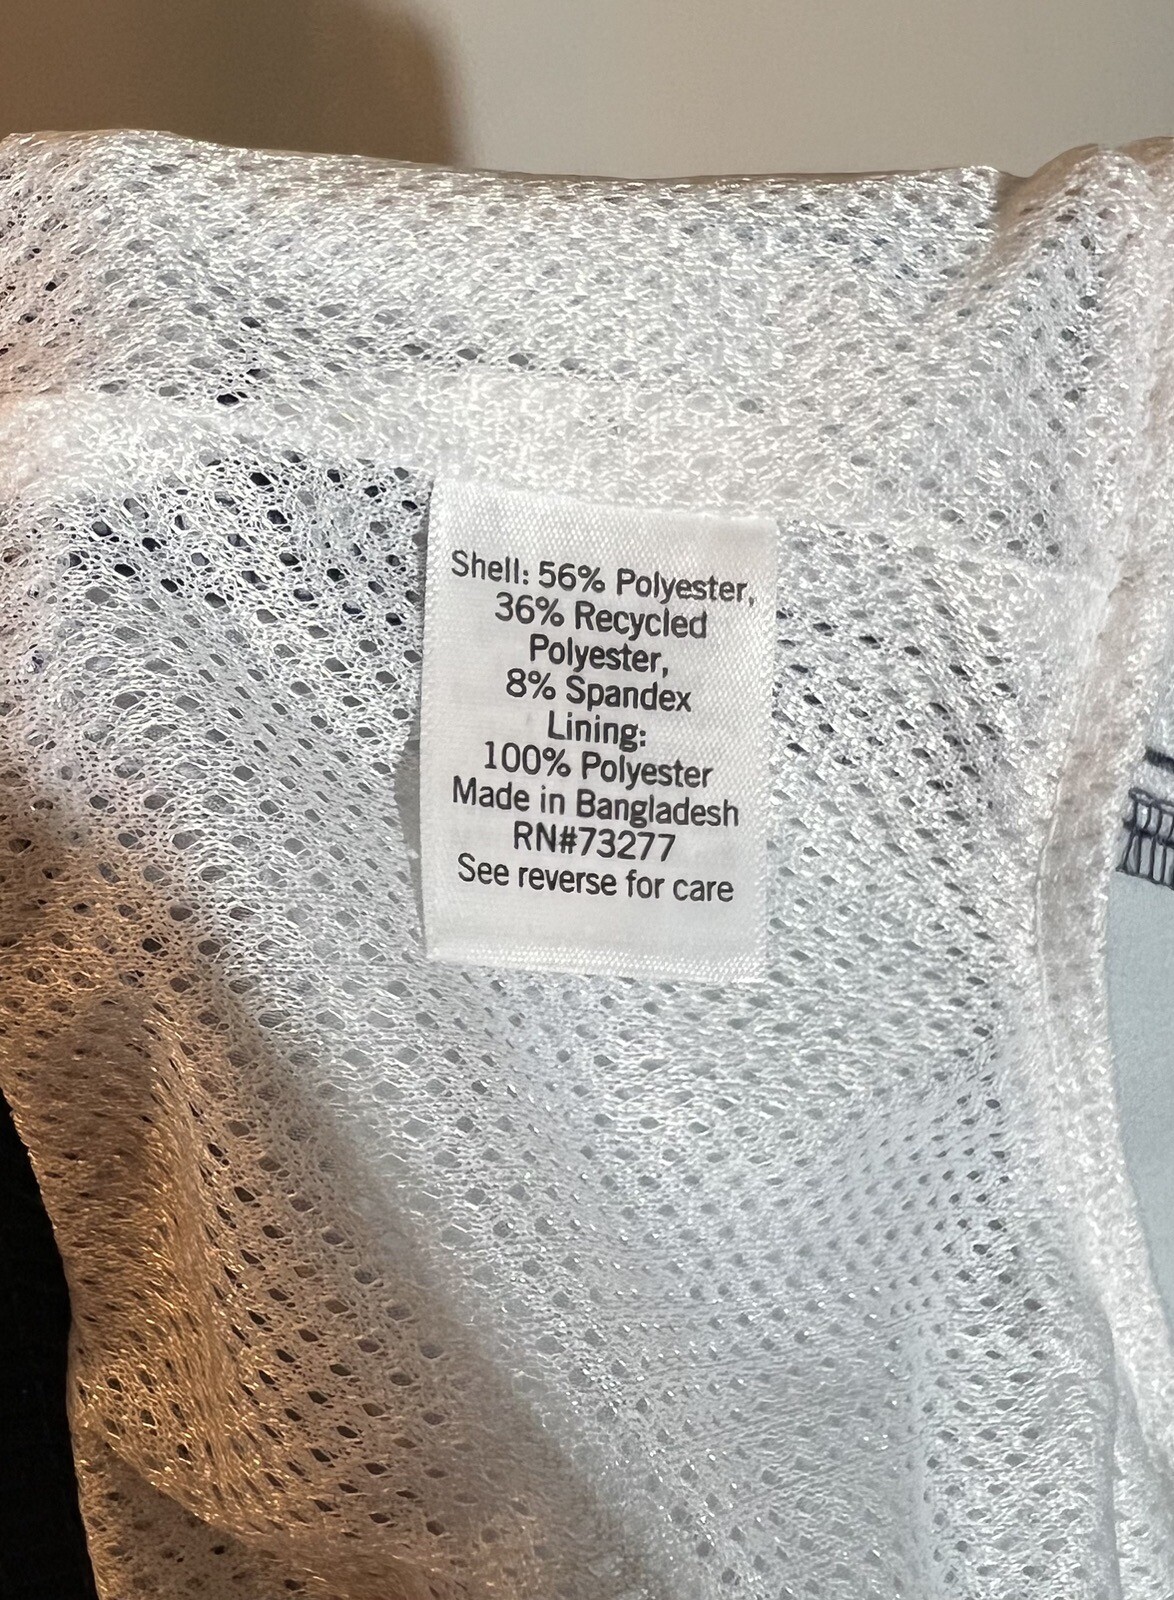 Shell: 56% Polyester,
36% Recycled
Polyester,
8% Spandex
Lining:
100% Polyester
Made in Bangladesh
RN#73277
See reverse for care